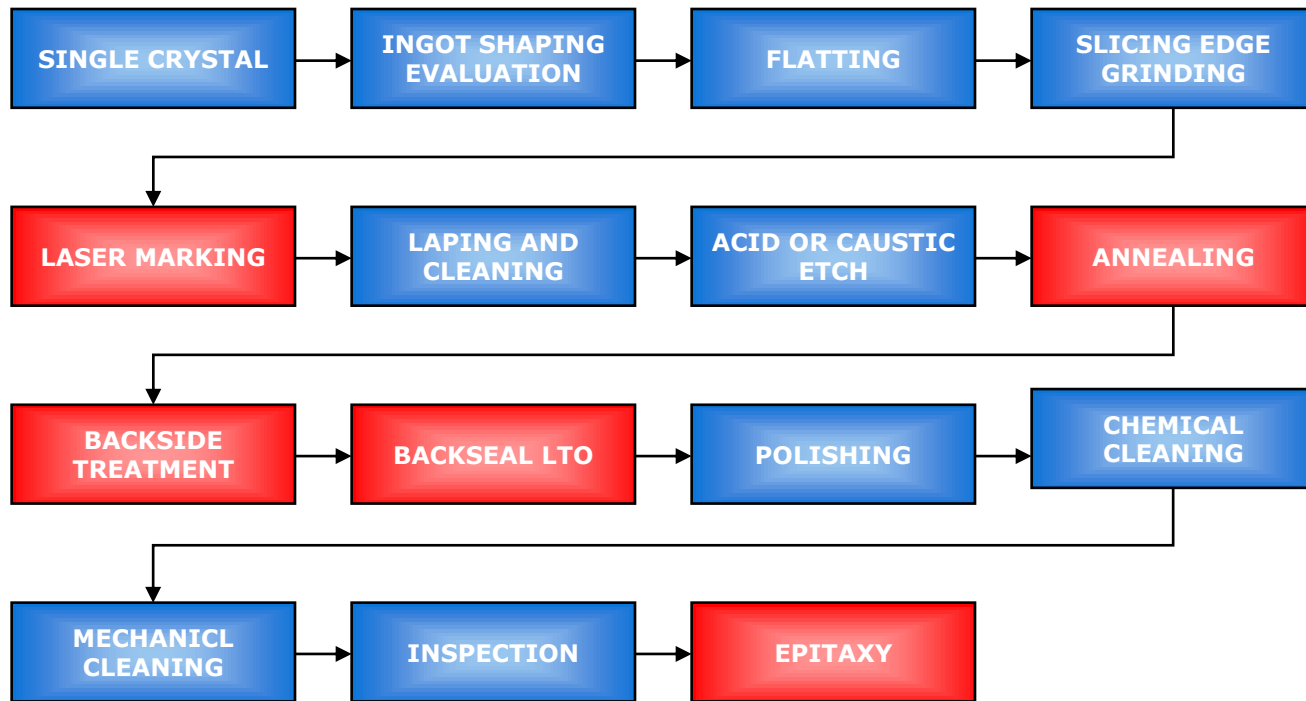 SINGLE CRYSTAL
INGOT SHAPING
EVALUATION
FLATTING
SLICING EDGE
GRINDING
LASER MARKING
LAPING AND
CLEANING
ACID OR CAUSTIC
ETCH
ANNEALING
BACKSIDE
TREATMENT
BACKSEAL LTO
POLISHING
CHEMICAL
CLEANING
MECHANICL
CLEANING
INSPECTION
EPITAXY